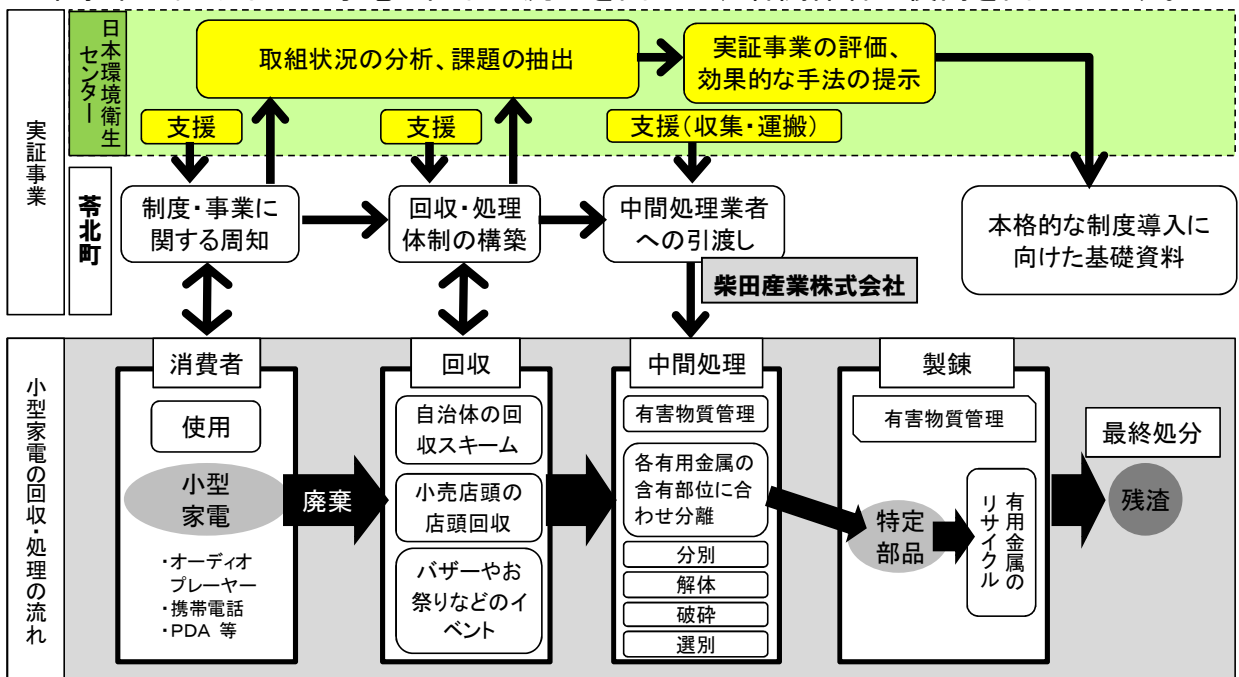 実証事業
日本環境衛生
センター
取組状況の分析、課題の抽出
実証事業の評価、
効果的な手法の提示
支援
支援
支援(収集・運搬)
苓北町
制度・事業に
関する周知
回収・処理
体制の構築
中間処理業者
への引渡し
本格的な制度導入に
向けた基礎資料
柴田産業株式会社
小型家電の回収・処理の流れ
消費者
使用
小型
家電
・オーディオ
プレーヤー
・携帯電話
・PDA 等
廃棄
回収
自治体の回
収スキーム
小売店頭の
店頭回収
バザーやお
祭りなどのイ
ベント
中間処理
有害物質管理
各有用金属の
含有部位に合
わせ分離
分別
解体
破砕
選別
製錬
有害物質管理
特定
部品
有用金属の
リサイクル
最終処分
残渣